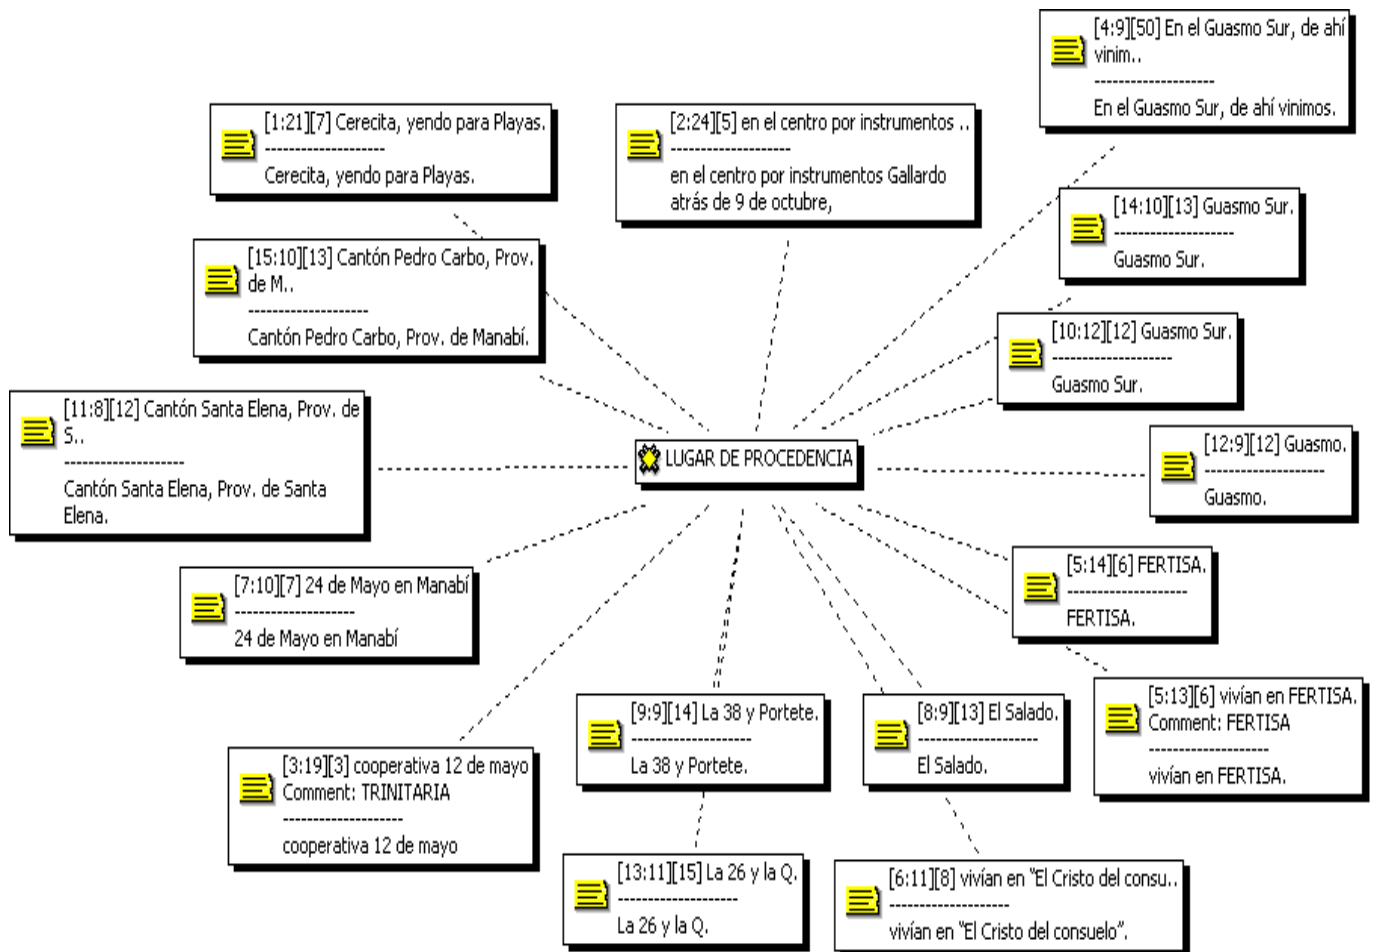 [4:9][50] En el Guasmo Sur, de ahí
vinim..
--------------------
En el Guasmo Sur, de ahí vinimos.
[1:21][7] Cerecita, yendo para Playas.
--------------------
Cerecita, yendo para Playas.
[2:24][5] en el centro por instrumentos ..
--------------------
en el centro por instrumentos Gallardo
atrás de 9 de octubre,
[14:10][13] Guasmo Sur.
--------------------
Guasmo Sur.
[15:10][13] Cantón Pedro Carbo, Prov.
de M..
--------------------
Cantón Pedro Carbo, Prov. de Manabí.
[10:12][12] Guasmo Sur.
--------------------
Guasmo Sur.
[11:8][12] Cantón Santa Elena, Prov. de
S..
--------------------
Cantón Santa Elena, Prov. de Santa
Elena.
LUGAR DE PROCEDENCIA
[12:9][12] Guasmo.
--------------------
Guasmo.
[7:10][7] 24 de Mayo en Manabí
--------------------
24 de Mayo en Manabí
[5:14][6] FERTISA.
--------------------
FERTISA.
[5:13][6] vivían en FERTISA.
Comment: FERTISA
--------------------
vivían en FERTISA.
[9:9][14] La 38 y Portete.
--------------------
La 38 y Portete.
[8:9][13] El Salado.
--------------------
El Salado.
[3:19][3] cooperativa 12 de mayo
Comment: TRINITARIA
--------------------
cooperativa 12 de mayo
[13:11][15] La 26 y la Q.
--------------------
La 26 y la Q.
[6:11][8] vivían en "El Cristo del consu..
--------------------
vivían en "El Cristo del consuelo".